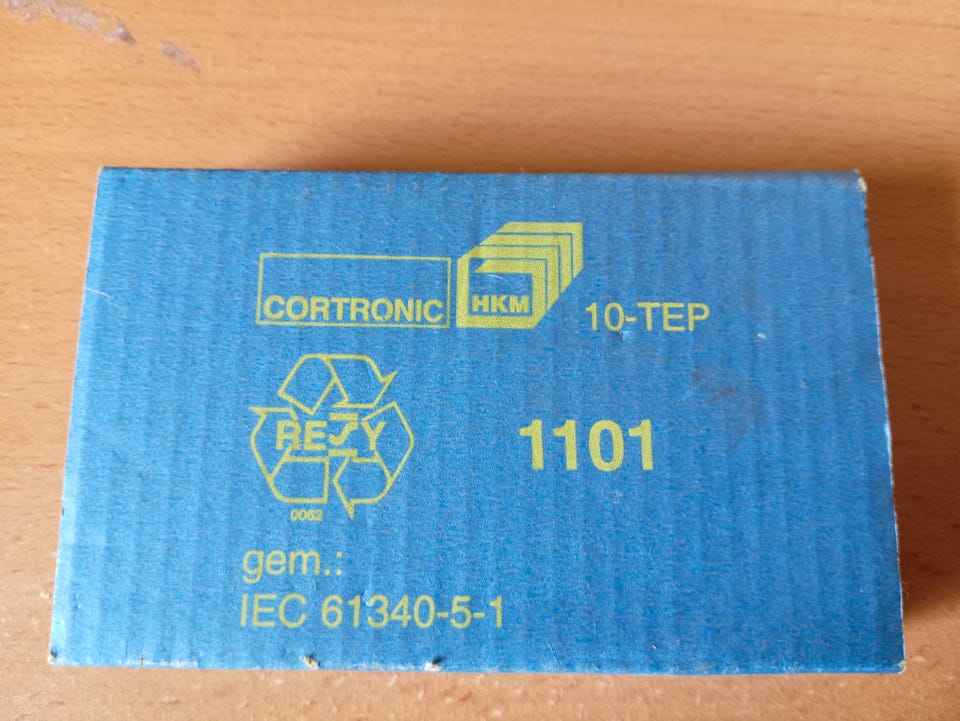 CORTRONIC HKM 10-TEP
RESY 1101
0062
gem.:
IEC 61340-5-1